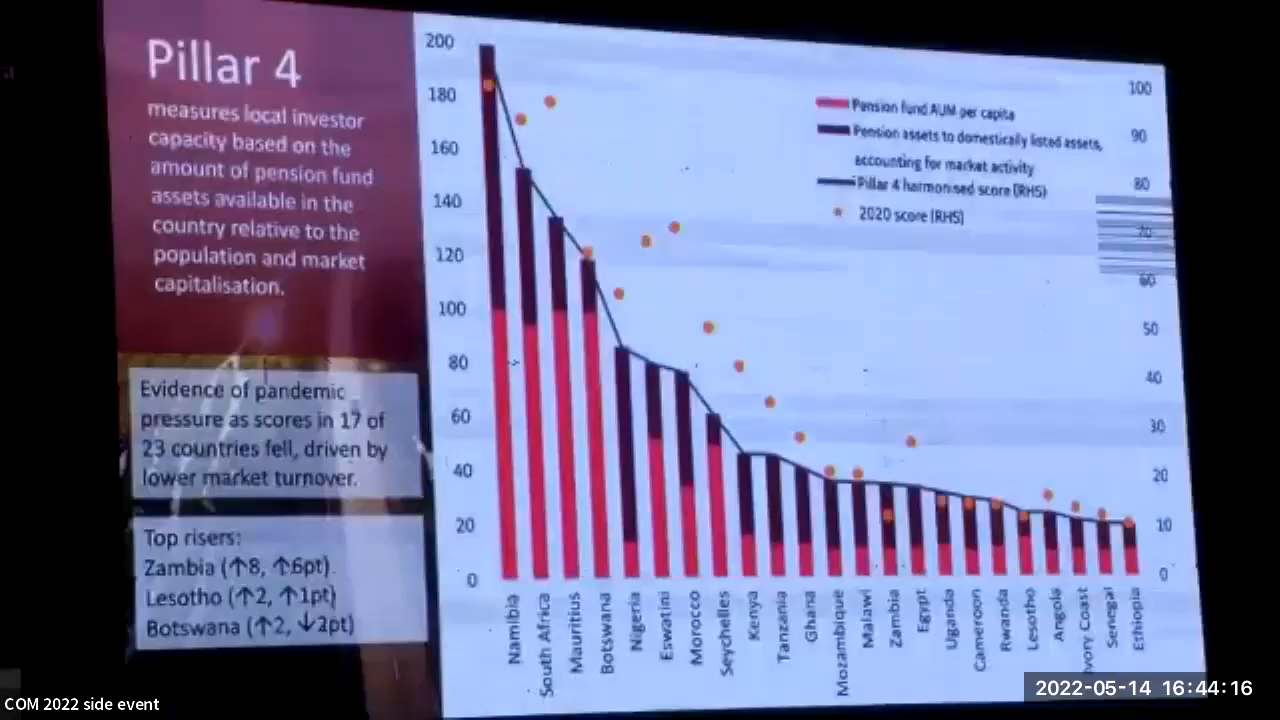 Pillar 4
measures local investor
capacity based on the
amount of pension fund
assets available in the
country relative to the
population and market
capitalisation.
Evidence of pandemic
pressure as scores in 17 of
23 countries fell, driven by
lower market turnover.
Top risers:
Zambia (↑8, ↑6pt).
Lesotho (↑2, ↑1pt)
Botswana (↑2, ↓2pt)
200
180
160
140
120
100
80
60
40
20
0
Pension fund AUM per capita
Pension assets to domestically listed assets,
accounting for market activity
Pillar 4 harmonised score (RHS)
2020 score (RHS)
100
90
80
70
60
50
40
30
20
10
0
Namibia
South Africa
Mauritius
Botswana
Nigeria
Eswatini
Morocco
Seychelles
Kenya
Tanzania
Ghana
Mozambique
Malawi
Zambia
Egypt
Uganda
Cameroon
Rwanda
Lesotho
Angola
Ivory Coast
Senegal
Ethiopia
COM 2022 side event
2022-05-14 16:44:16